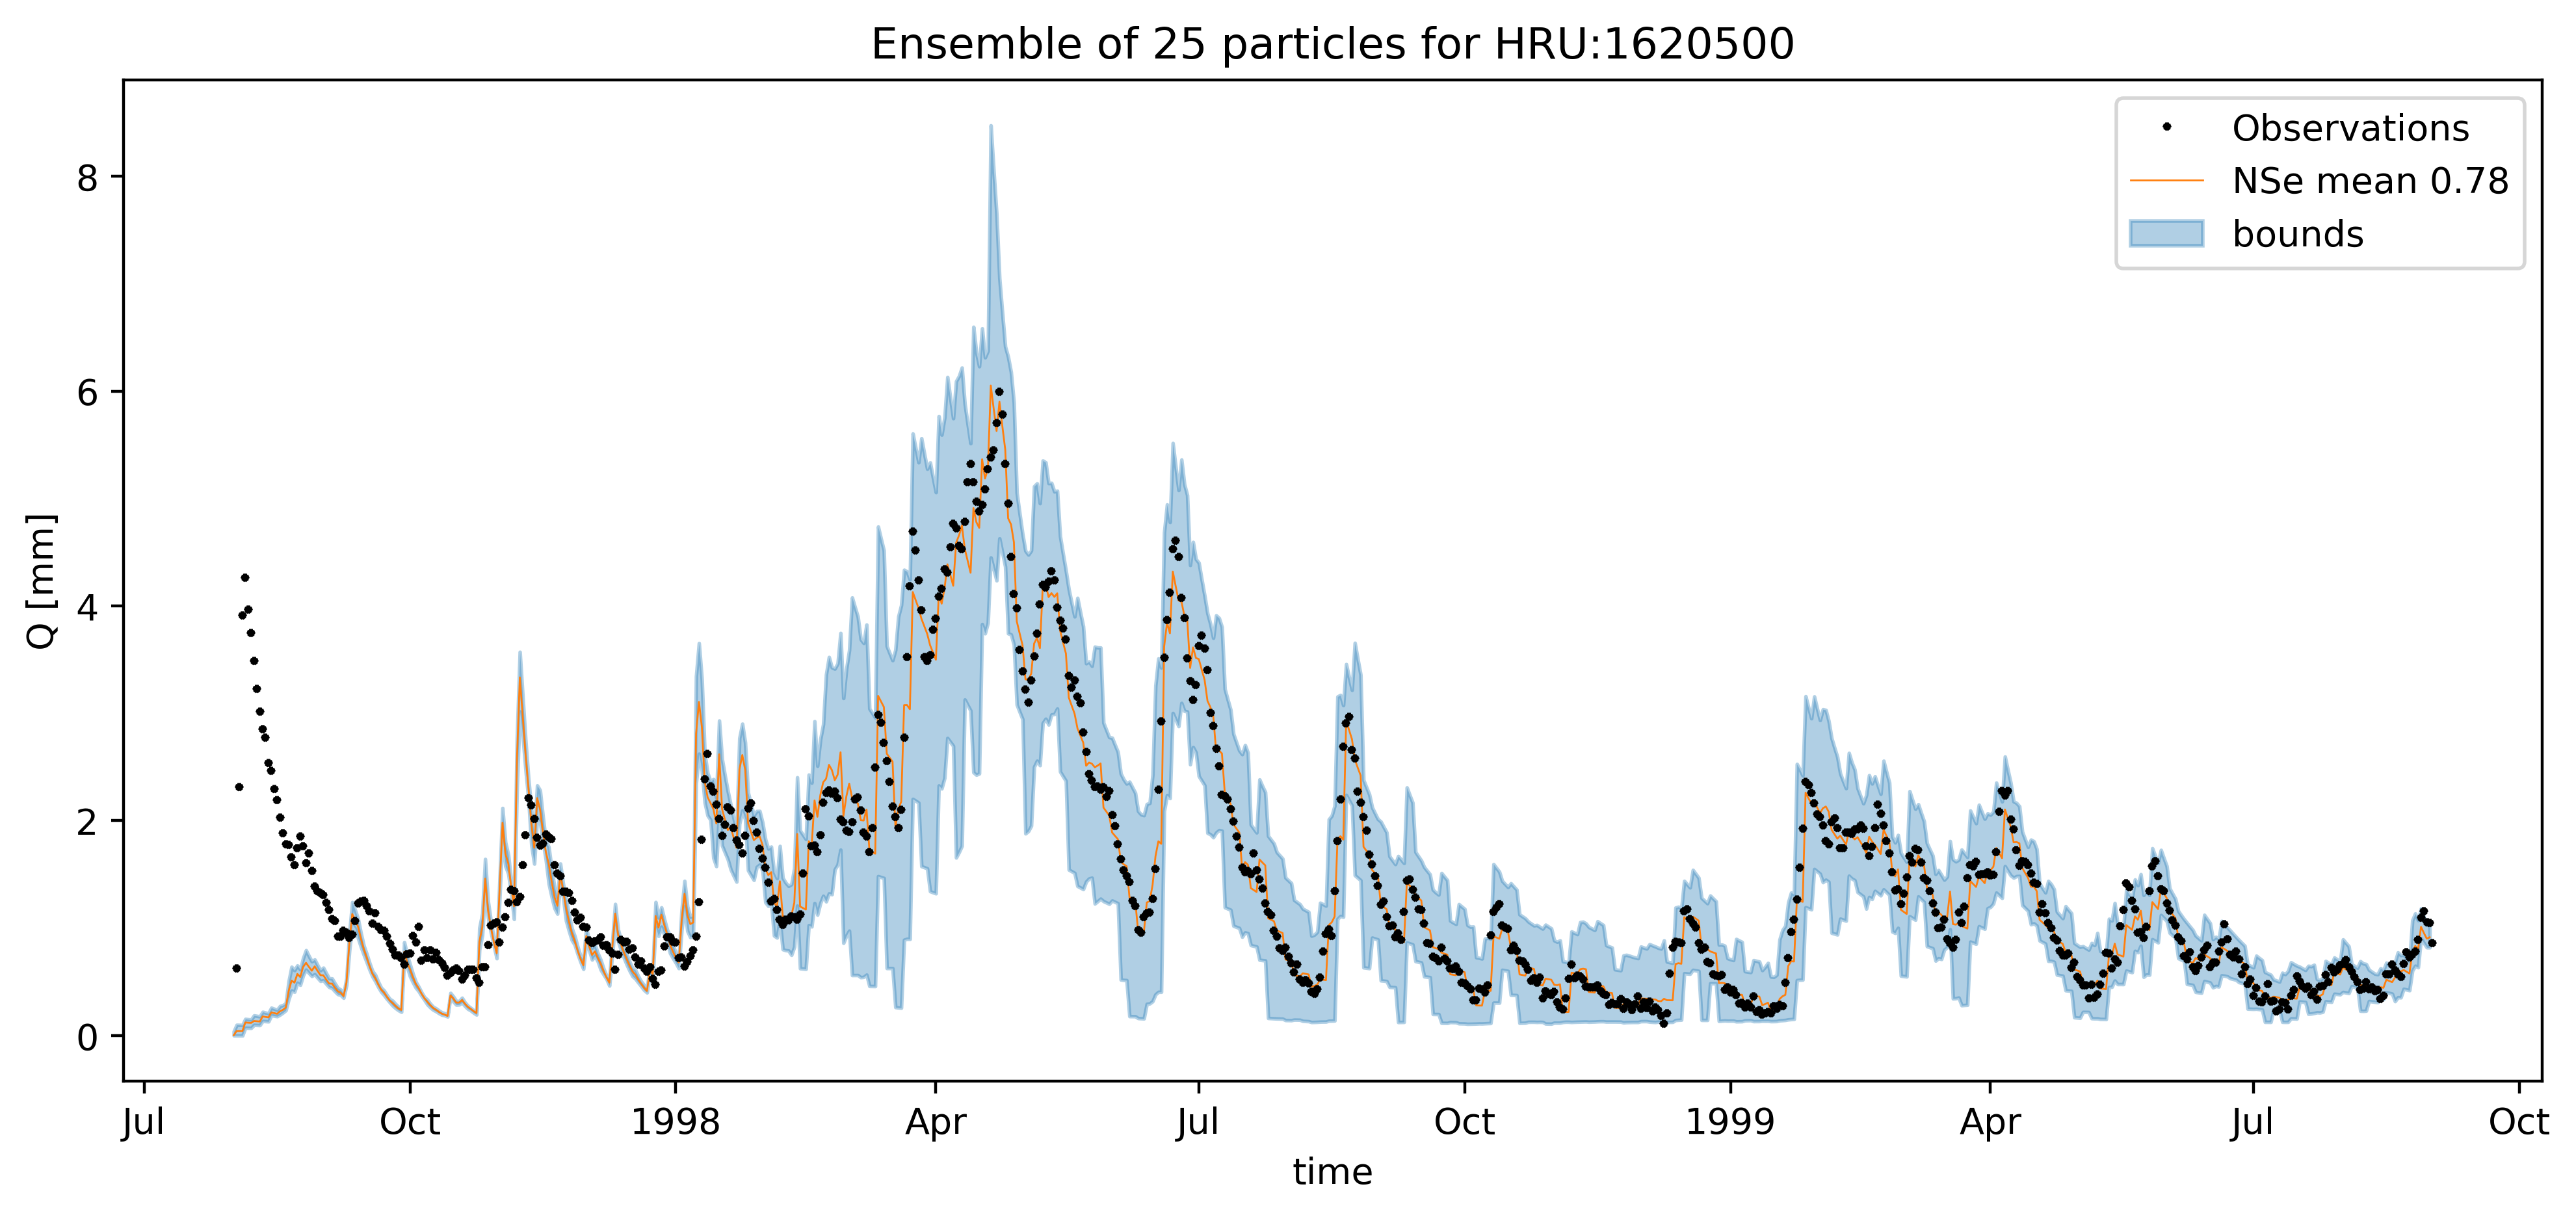 Ensemble of 25 particles for HRU:1620500
Observations
NSe mean 0.78
bounds
Q [mm]
8
6
4
2
0
Jul Oct 1998 Apr Jul Oct 1999 Apr Jul Oct
time